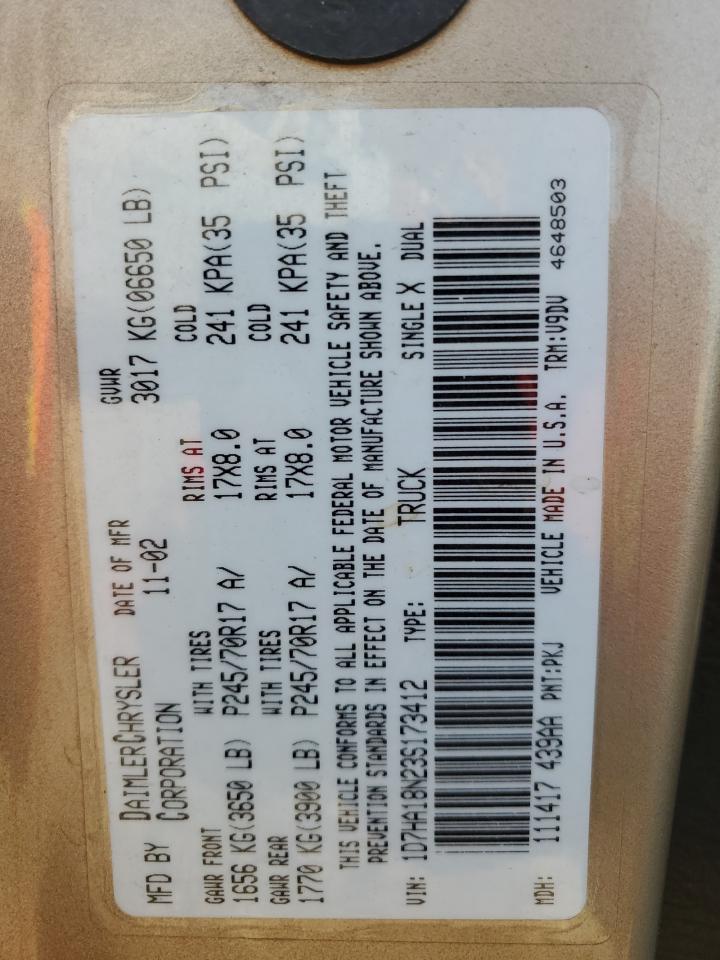 MFD BY DAIMLERCHRYSLER CORPORATION DATE OF MFR 11-02 GVWR 3017 KG(06650 LB)
GAWR FRONT WITH TIRES RIMS AT COLD
1656 KG(3650 LB) P245/70R17 A/ 17X8.0 241 KPA(35 PSI)
GAWR REAR WITH TIRES RIMS AT COLD
1770 KG(3900 LB) P245/70R17 A/ 17X8.0 241 KPA(35 PSI)
THIS VEHICLE CONFORMS TO ALL APPLICABLE FEDERAL MOTOR VEHICLE SAFETY AND THEFT
PREVENTION STANDARDS IN EFFECT ON THE DATE OF MANUFACTURE SHOWN ABOVE.
VIN: 1D7HA18N23S173412 TYPE: TRUCK SINGLE X DUAL
MDH: 111417 439AA PNT:PKJ VEHICLE MADE IN U.S.A. TRM:V9DV 4648503